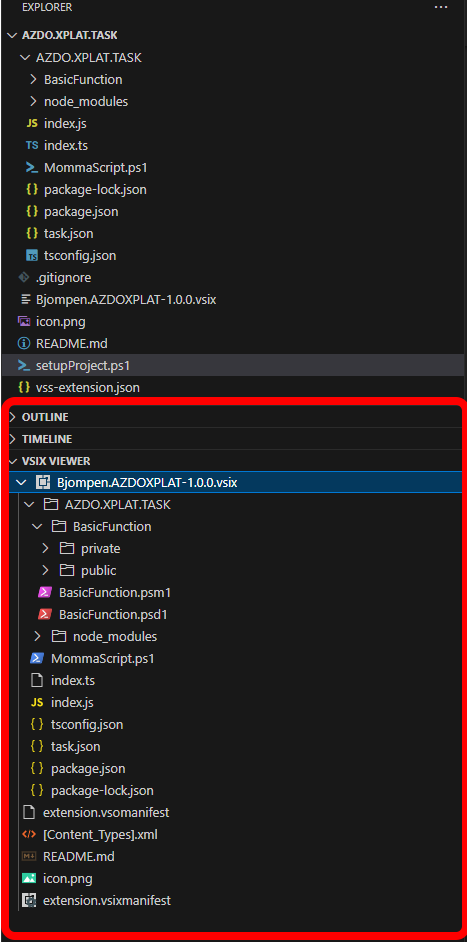 EXPLORER ...
AZDO.XPLAT.TASK
AZDO.XPLAT.TASK
BasicFunction
node_modules
JS index.js
TS index.ts
MommaScript.ps1
{} package-lock.json
{} package.json
{} task.json
TS tsconfig.json
.gitignore
Bjompen.AZDOXPLAT-1.0.0.vsix
icon.png
README.md
setupProject.ps1
{} vss-extension.json
OUTLINE
TIMELINE
VSIX VIEWER
Bjompen.AZDOXPLAT-1.0.0.vsix
AZDO.XPLAT.TASK
BasicFunction
private
public
BasicFunction.psm1
BasicFunction.psd1
node_modules
MommaScript.ps1
index.ts
JS index.js
{} tsconfig.json
{} task.json
{} package.json
{} package-lock.json
extension.vsomanifest
[Content_Types].xml
README.md
icon.png
extension.vsixmanifest